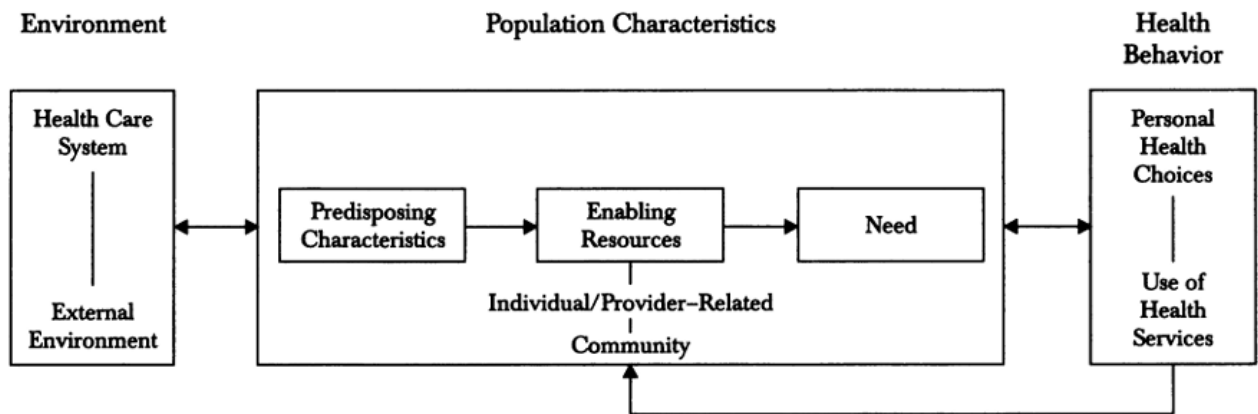 Environment
Population Characteristics
Health
Behavior
Health Care
System
External
Environment
Predisposing
Characteristics
Enabling
Resources
Need
Individual/Provider–Related
Community
Personal
Health
Choices
Use of
Health
Services